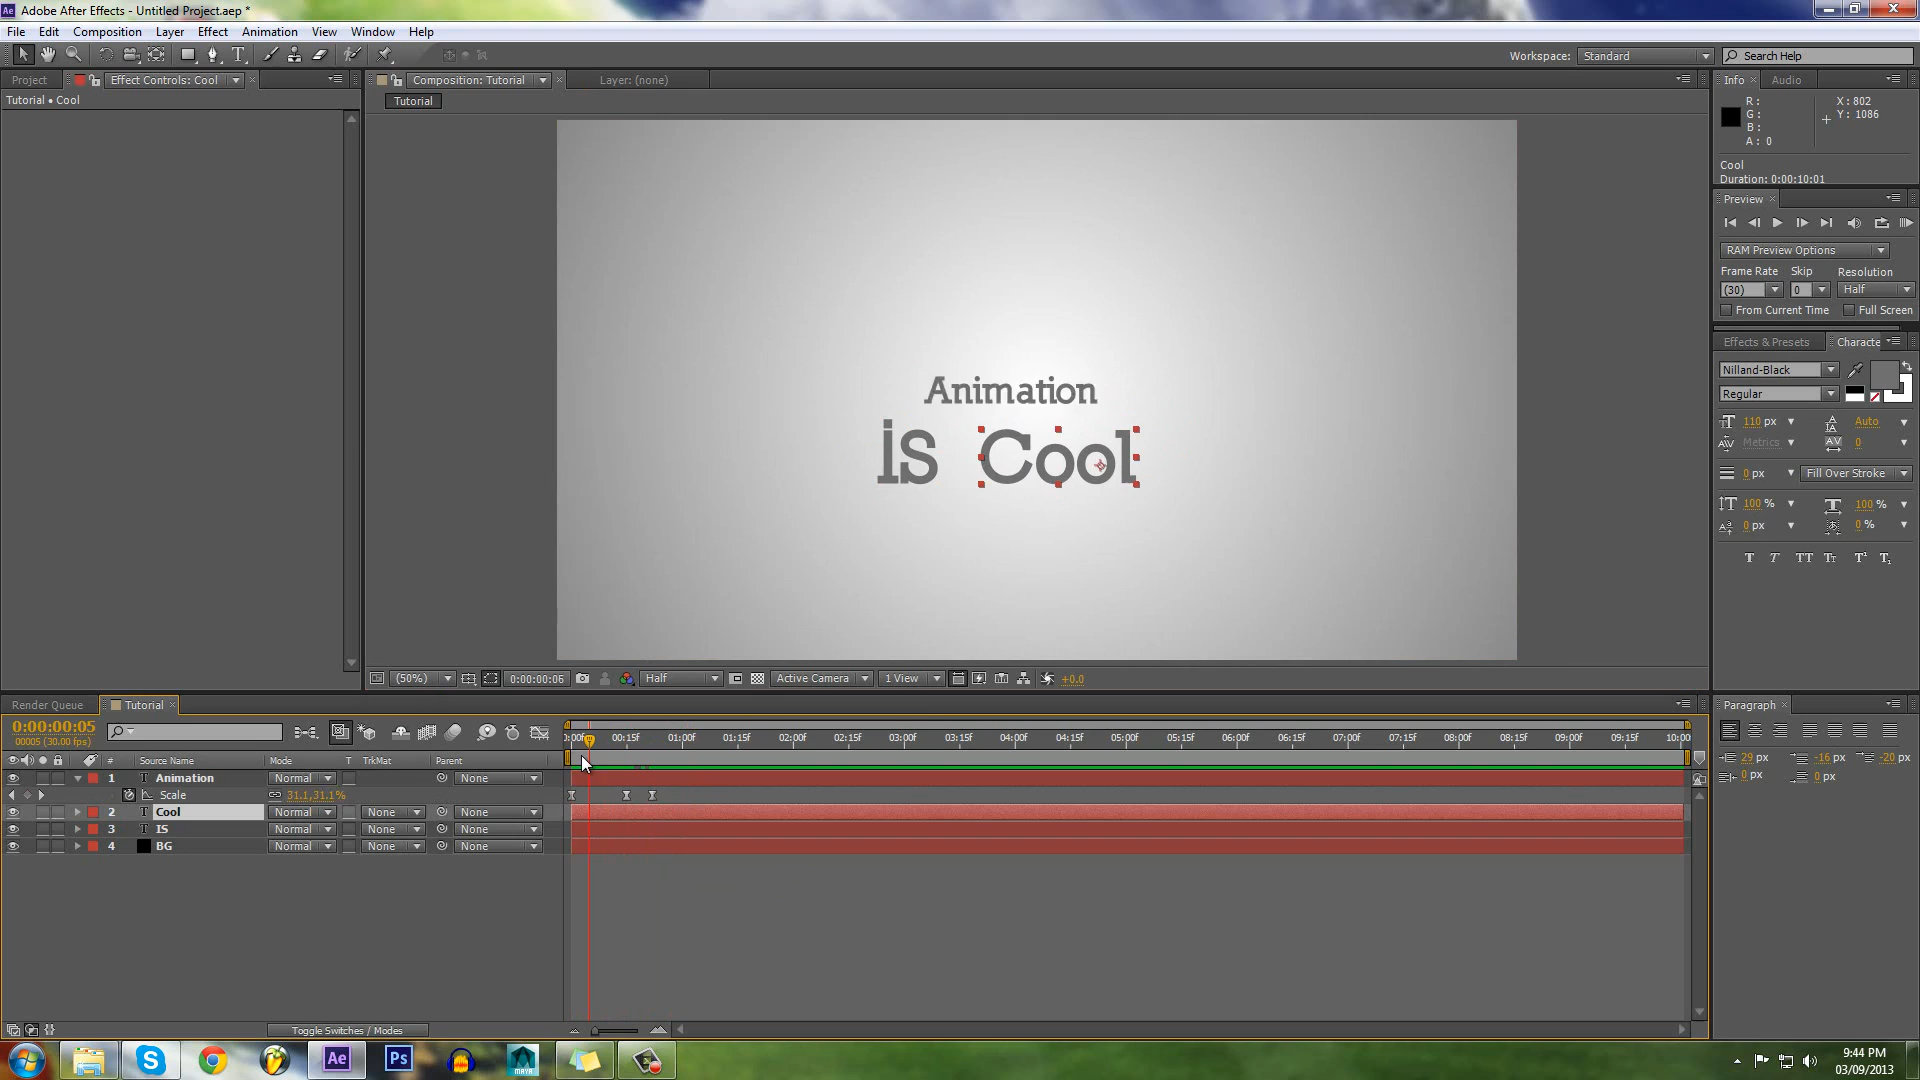 Adobe After Effects - Untitled Project.aep *
File Edit Composition Layer Effect Animation View Window Help
Workspace: Standard Search Help
Project Effect Controls: Cool Composition: Tutorial Layer: (none) Info Audio
Tutorial • Cool
Tutorial
R: X: 802
G: Y: 1086
B:
A: 0
Cool
Duration: 0:00:10:01
Preview
RAM Preview Options
Frame Rate Skip Resolution
(30) 0 Half
From Current Time Full Screen
Effects & Presets Characte
Nilland-Black
Regular
110 px Auto
Metrics 0
0 px Fill Over Stroke
100 % 100 %
0 px 0 %
T T TT Tт T¹ T₁
Animation
is Cool
(50%) 0:00:00:06 Half Active Camera 1 View +0.0
Render Queue Tutorial Paragraph
0:00:00:05
00005 (30.00 fps)
:00f 00:15f 01:00f 01:15f 02:00f 02:15f 03:00f 03:15f 04:00f 04:15f 05:00f 05:15f 06:00f 06:15f 07:00f 07:15f 08:00f 08:15f 09:00f 09:15f 10:00
# Source Name Mode T TrkMat Parent
29 px -16 px -20 px
0 px 0 px
1 T Animation Normal None
Scale 31.1,31.1%
2 T Cool Normal None None
3 T IS Normal None None
4 BG Normal None None
Toggle Switches / Modes
Ae Ps MAYA
9:44 PM
03/09/2013